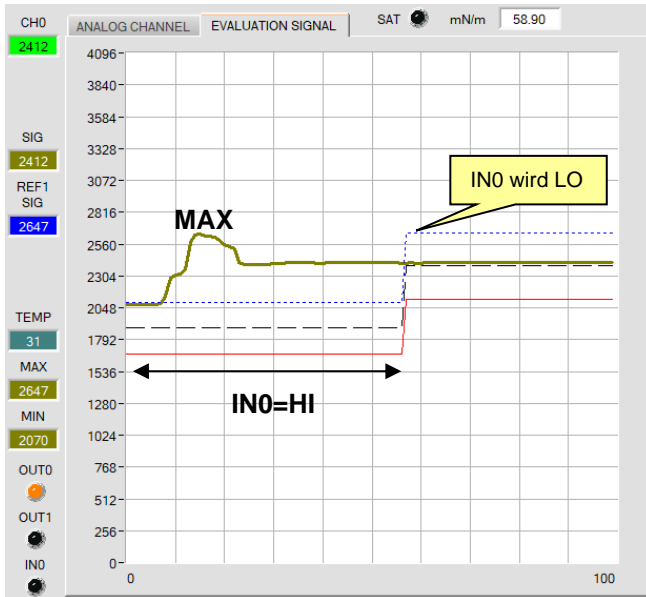 CH0
2412
SIG
2412
REF1
SIG
2647
TEMP
31
MAX
2647
MIN
2070
OUT0
OUT1
IN0
ANALOG CHANNEL
EVALUATION SIGNAL
SAT
mN/m
58.90
4096
3840
3584
3328
3072
2816
2560
2304
2048
1792
1536
1280
1024
768
512
256
0
MAX
IN0 wird LO
IN0=HI
0
100